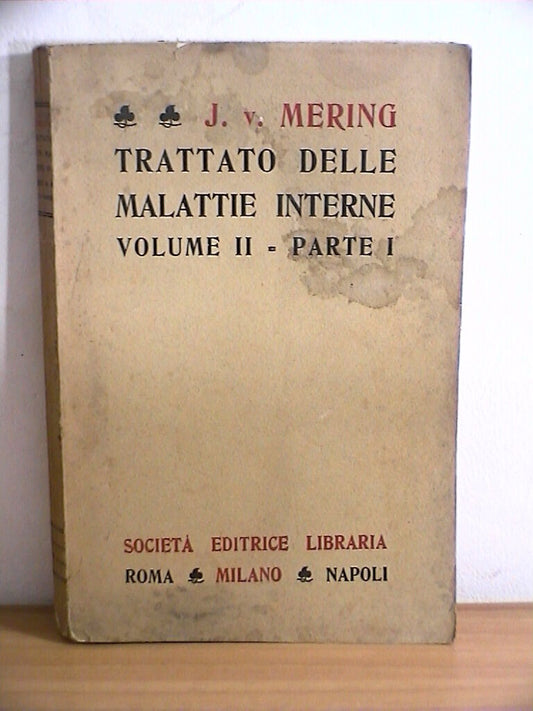 J. v. MERING
TRATTATO DELLE
MALATTIE INTERNE
VOLUME II - PARTE I
SOCIETÀ EDITRICE LIBRARIA
ROMA MILANO NAPOLI